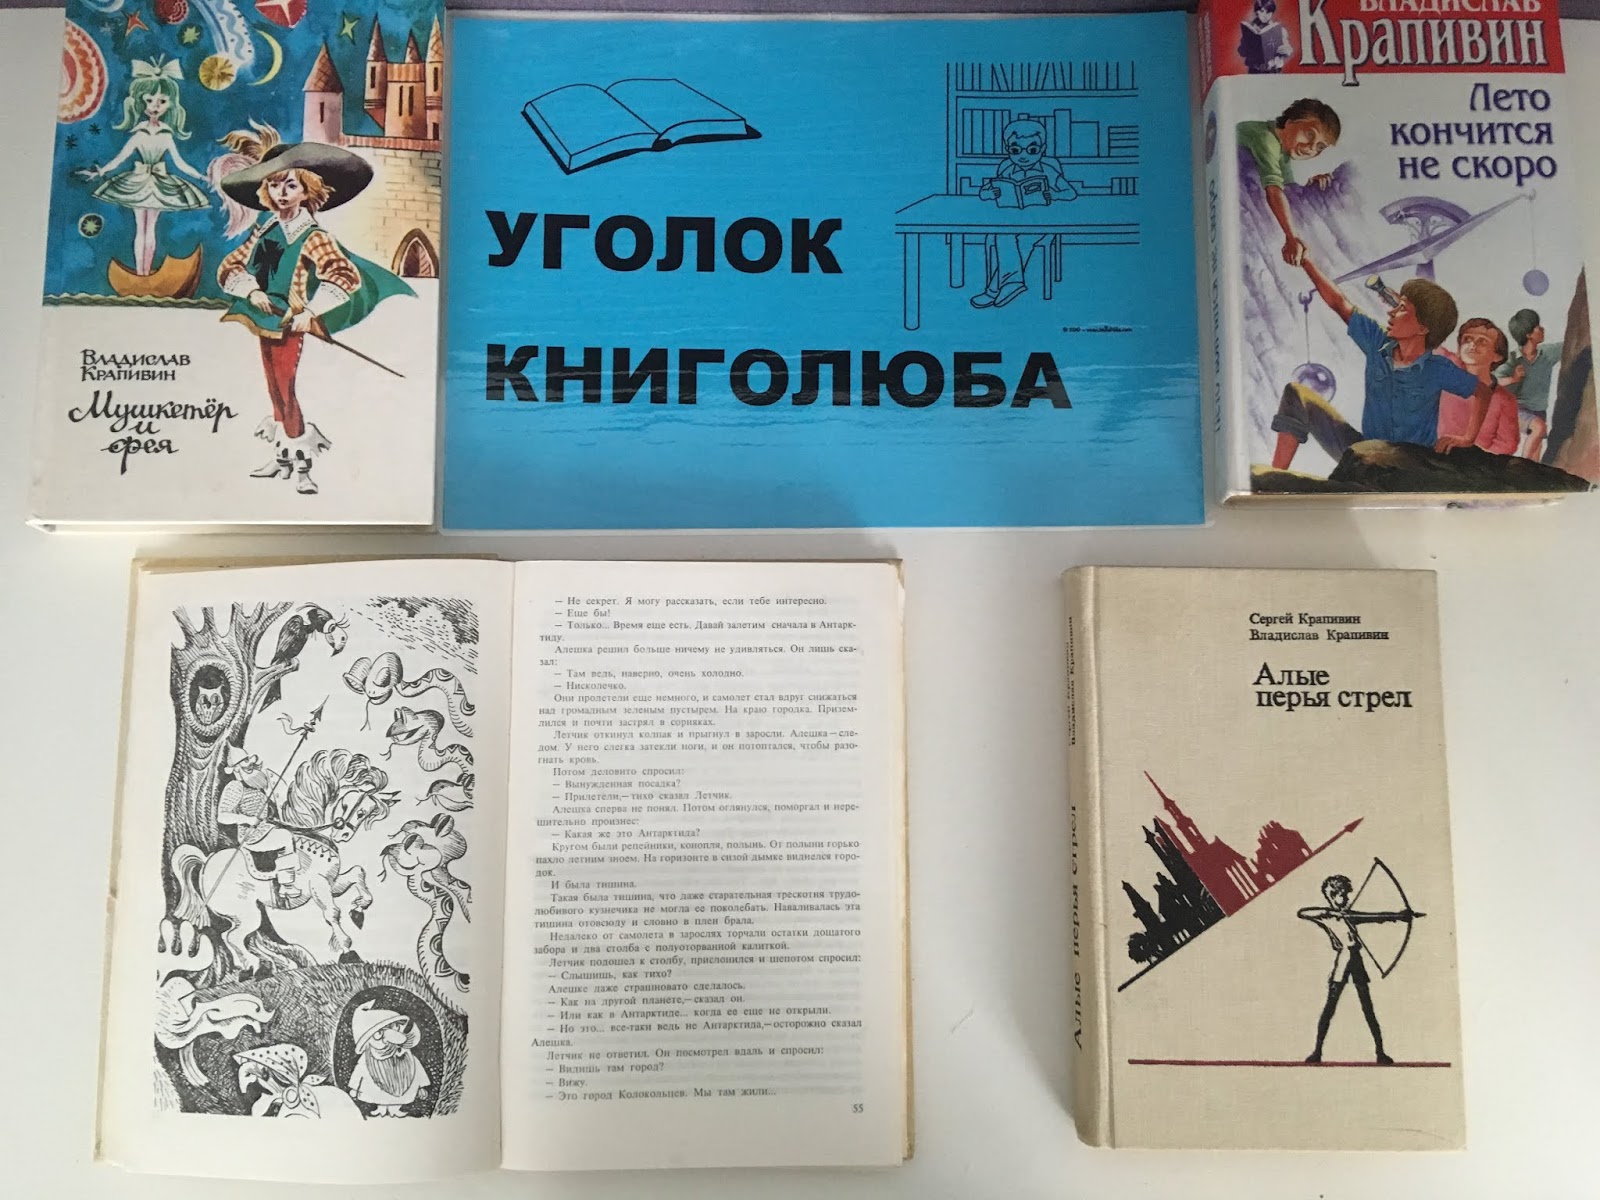 Владислав
Крапивин
Мушкетёр
и
фея
УГОЛОК
КНИГОЛЮБА
ВЛАДИСЛАВ
Крапивин
Лето
кончится
не скоро
— Не секрет. Я могу рассказать, если тебе интересно.
— Еще бы!
— Только... Время еще есть. Давай залетим сначала в Антарк-
тиду.
Алешка решил больше ничему не удивляться. Он лишь ска-
зал:
— Там ведь, наверно, очень холодно.
— Нисколечко.
Они пролетели еще немного, и самолет стал вдруг снижаться
над громадным зеленым пустырем. На краю городка. Призем-
лился и почти застрял в сорняках.
Летчик откинул колпак и прыгнул в заросли. Алешка — сле-
дом. У него слегка затекли ноги, и он потоптался, чтобы разо-
гнать кровь.
Потом деловито спросил:
— Вынужденная посадка?
— Прилетели,— тихо сказал Летчик.
Алешка сперва не понял. Потом оглянулся, поморгал и нере-
шительно произнес:
— Какая же это Антарктида?
Кругом были репейники, конопля, полынь. От полыни горько
пахло летним зноем. На горизонте в сизой дымке виднелся горо-
док.
И была тишина.
Такая была тишина, что даже старательная трескотня трудо-
любивого кузнечика не могла ее поколебать. Наваливалась эта
тишина отовсюду и словно в плен брала.
Недалеко от самолета в зарослях торчали остатки дощатого
забора и два столба с полуоторванной калиткой.
Летчик подошел к столбу, прислонился и шепотом спросил:
— Слышишь, как тихо?
Алешке даже страшновато сделалось.
— Как на другой планете,— сказал он.
— Или как в Антарктиде... когда ее еще не открыли.
— Но это... все-таки ведь не Антарктида,— осторожно сказал
Алешка.
Летчик не ответил. Он посмотрел вдаль и спросил:
— Видишь там город?
— Вижу.
— Это город Колокольцев. Мы там жили...
55
Сергей Крапивин
Владислав Крапивин
Алые
перья стрел
Сергей Крапивин
Владислав Крапивин
Алые перья стрел